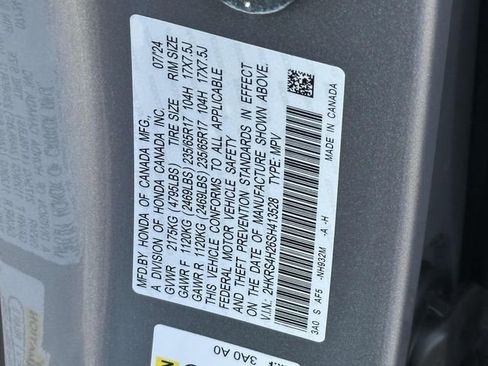 MFD.BY HONDA OF CANADA MFG., 07/24
A DIVISION OF HONDA CANADA INC.
TIRE SIZE RIM SIZE
GVWR 2175KG (4795LBS)
GAWR F 1120KG (2469LBS) 235/65R17 104H 17X7.5J
GAWR R 1120KG (2469LBS) 235/65R17 104H 17X7.5J
THIS VEHICLE CONFORMS TO ALL APPLICABLE
FEDERAL MOTOR VEHICLE SAFETY
AND THEFT PREVENTION STANDARDS IN EFFECT
ON THE DATE OF MANUFACTURE SHOWN ABOVE.
V.I.N: 2HKRS4H26SH413528 TYPE:MPV
3A0 S AF5 -NH932M -A -H MADE IN CANADA
3A0 A0